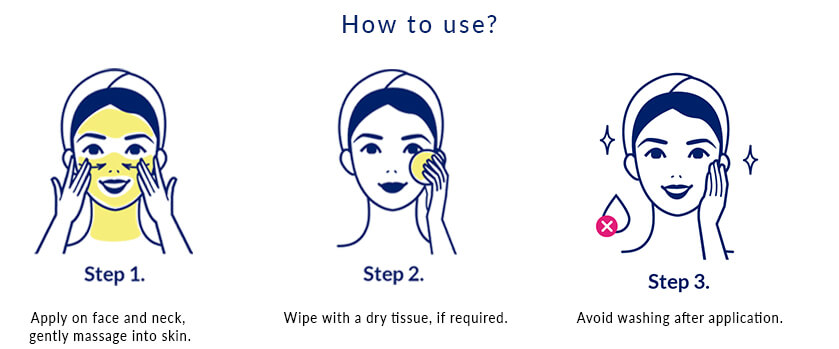 How to use?
Step 1.
Apply on face and neck,
gently massage into skin.
Step 2.
Wipe with a dry tissue, if required.
Step 3.
Avoid washing after application.